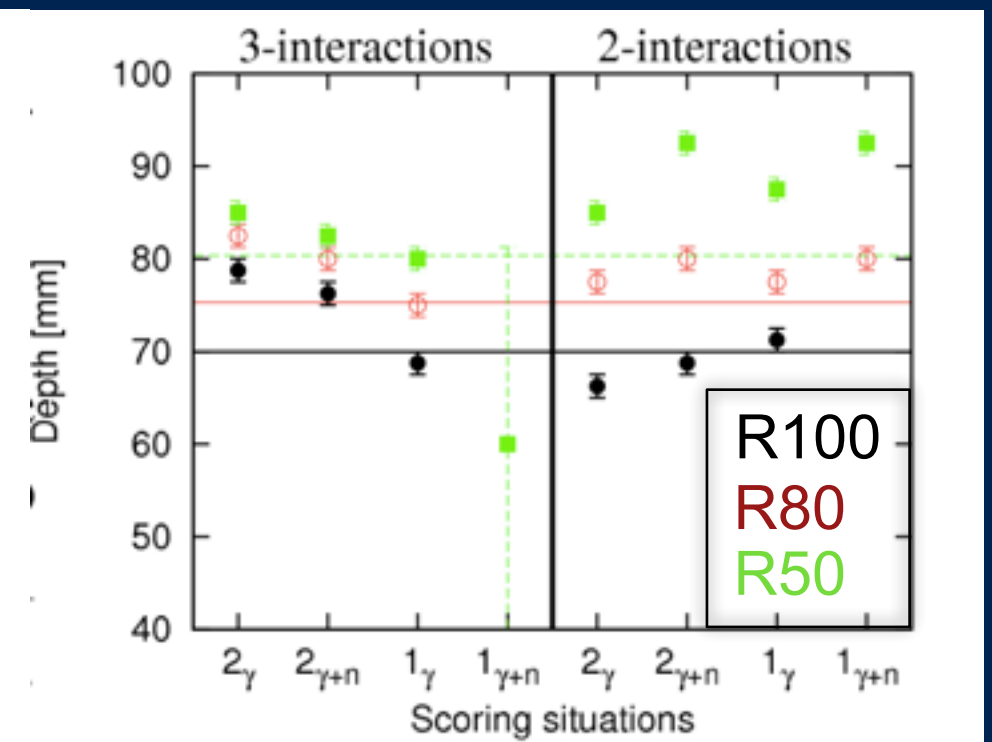 3-interactions 2-interactions
100
90
80
70
60
50
40
Depth [mm]
R100
R80
R50
2γ 2γ+n 1γ 1γ+n 2γ 2γ+n 1γ 1γ+n
Scoring situations